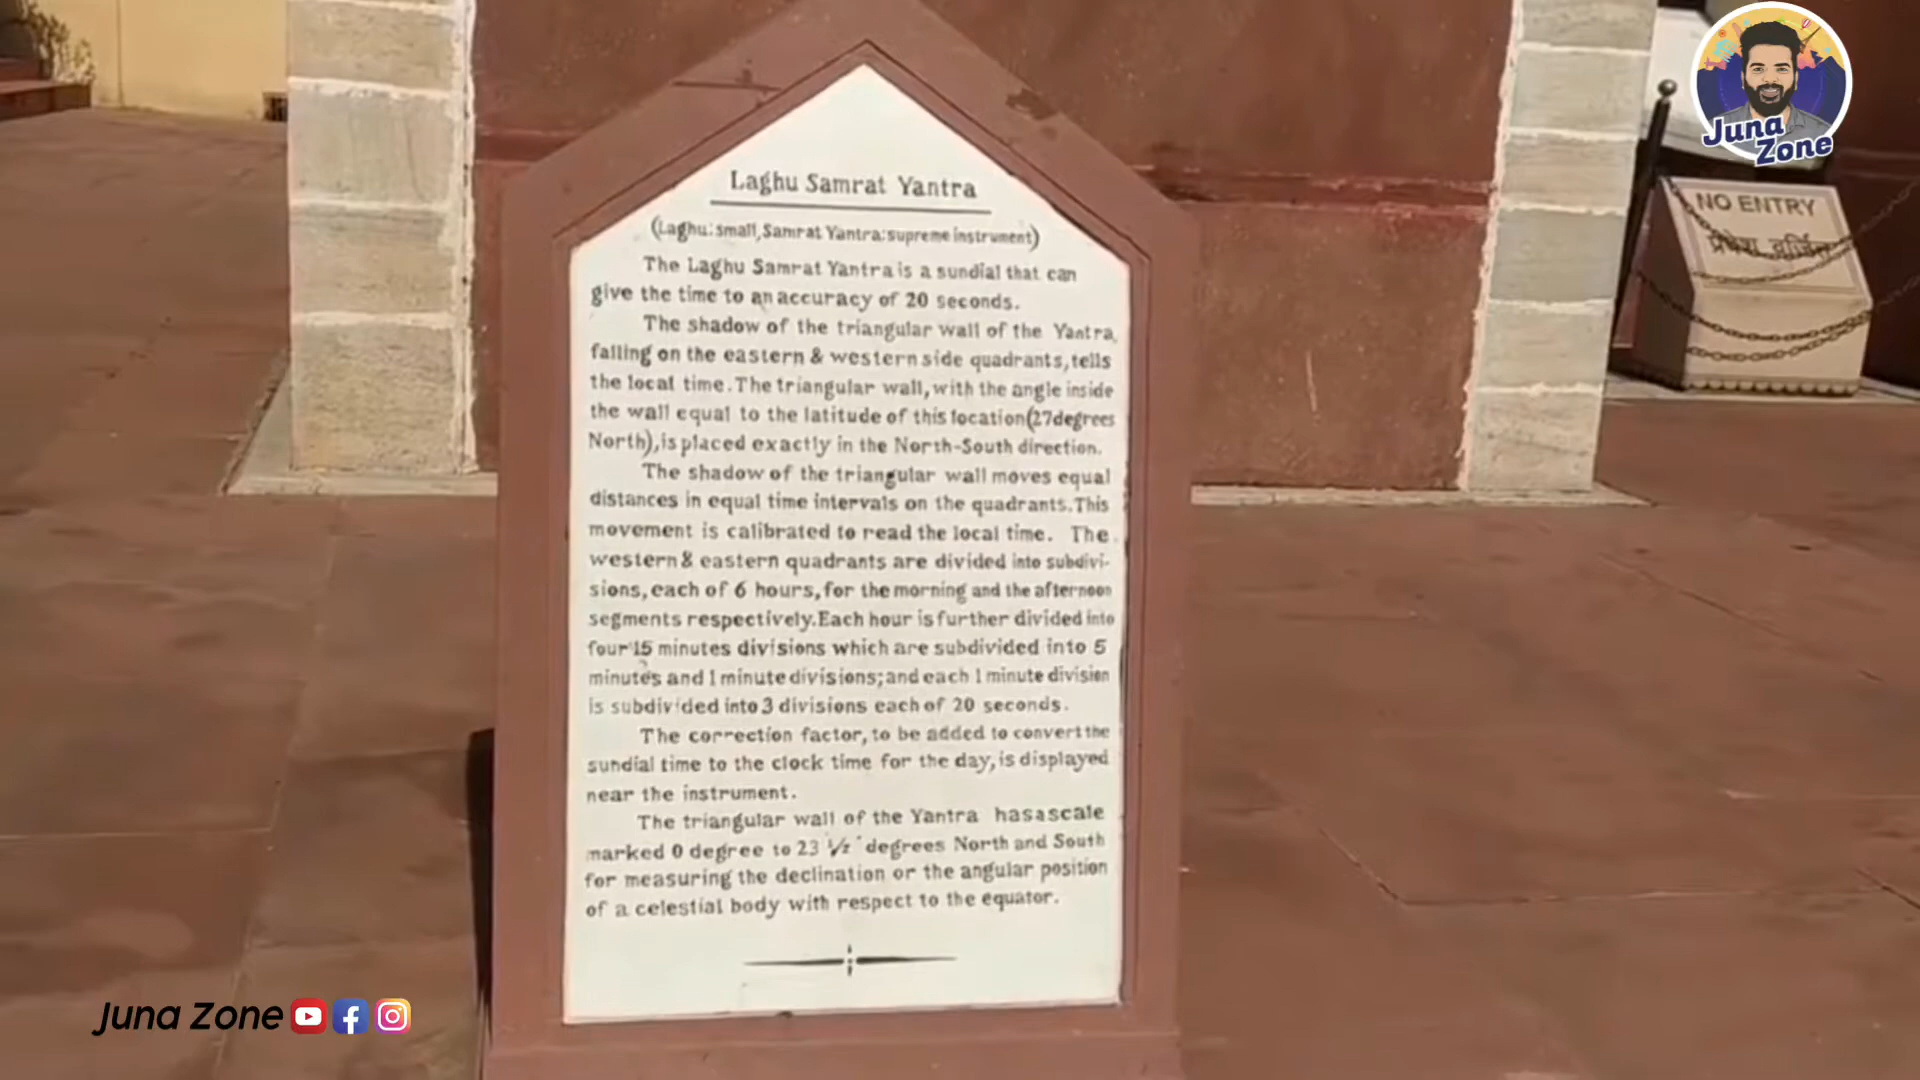 Laghu Samrat Yantra
(Laghu: small, Samrat Yantra: supreme instrument)
The Laghu Samrat Yantra is a sundial that can
give the time to an accuracy of 20 seconds.
The shadow of the triangular wall of the Yantra,
falling on the eastern & western side quadrants, tells
the local time. The triangular wall, with the angle inside
the wall equal to the latitude of this location (27degrees
North), is placed exactly in the North-South direction.
The shadow of the triangular wall moves equal
distances in equal time intervals on the quadrants. This
movement is calibrated to read the local time. The
western & eastern quadrants are divided into subdivi-
sions, each of 6 hours, for the morning and the afternoon
segments respectively. Each hour is further divided into
four 15 minutes divisions which are subdivided into 5
minutes and 1 minute divisions; and each 1 minute division
is subdivided into 3 divisions each of 20 seconds.
The correction factor, to be added to convert the
sundial time to the clock time for the day, is displayed
near the instrument.
The triangular wall of the Yantra has a scale
marked 0 degree to 23 1/2 degrees North and South
for measuring the declination or the angular position
of a celestial body with respect to the equator.
NO ENTRY
प्रवेश वर्जित
Juna
Zone
Juna Zone